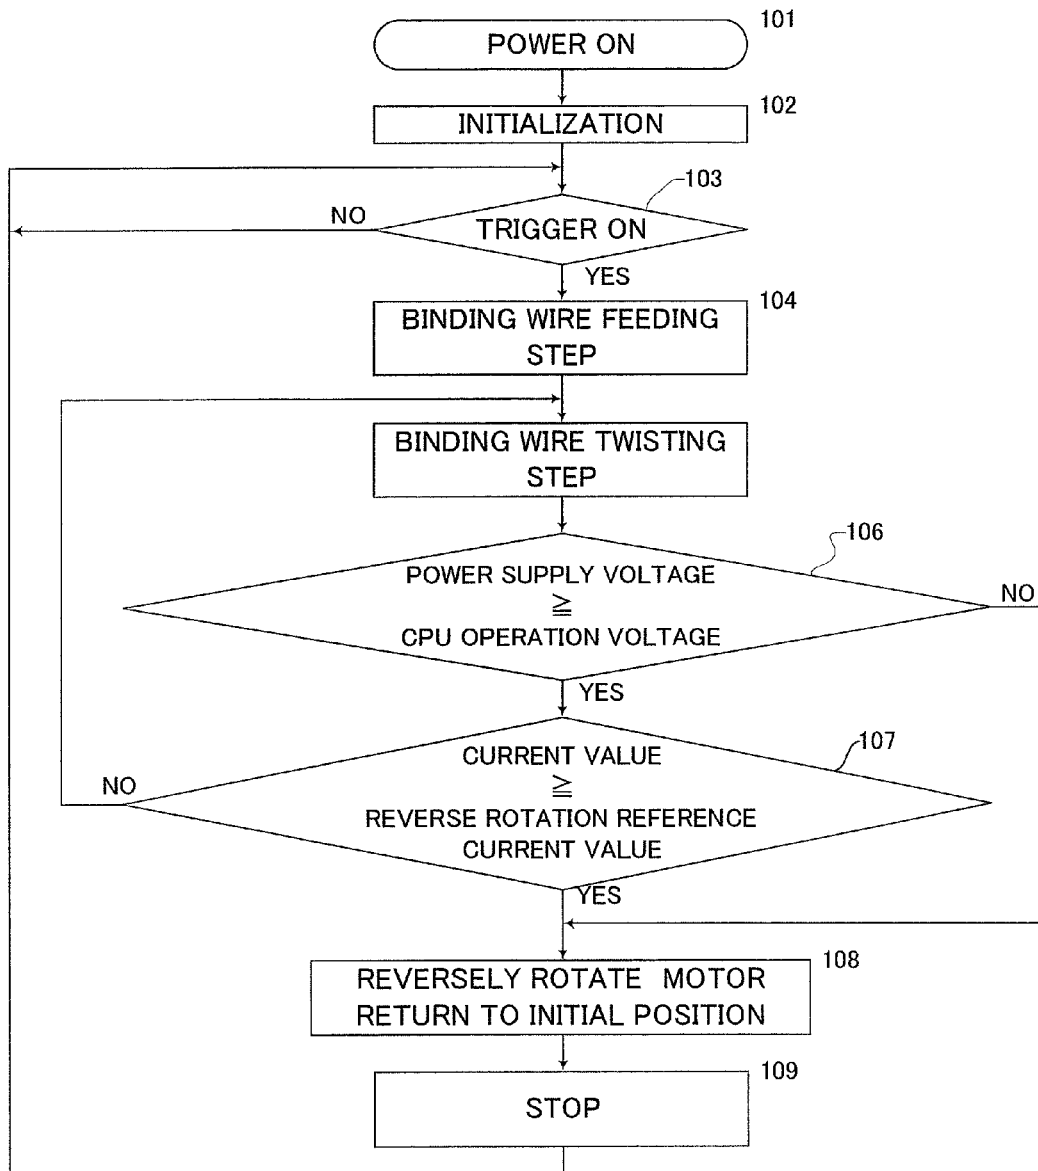 101
POWER ON
102
INITIALIZATION
103
NO
TRIGGER ON
YES
104
BINDING WIRE FEEDING
STEP
BINDING WIRE TWISTING
STEP
106
POWER SUPPLY VOLTAGE
≧
CPU OPERATION VOLTAGE
NO
YES
107
CURRENT VALUE
≧
REVERSE ROTATION REFERENCE
CURRENT VALUE
NO
YES
108
REVERSELY ROTATE MOTOR
RETURN TO INITIAL POSITION
109
STOP